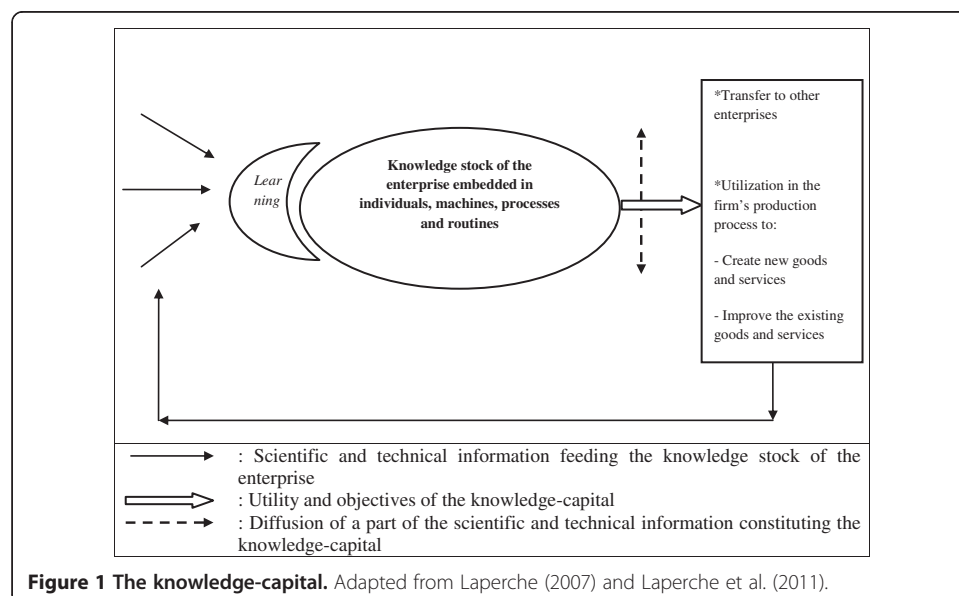 *Transfer to other
enterprises
Lear
ning
Knowledge stock of the
enterprise embedded in
individuals, machines, processes
and routines
*Utilization in the
firm's production
process to:
- Create new goods
and services
- Improve the existing
goods and services
: Scientific and technical information feeding the knowledge stock of the
enterprise
: Utility and objectives of the knowledge-capital
: Diffusion of a part of the scientific and technical information constituting the
knowledge-capital
Figure 1 The knowledge-capital. Adapted from Laperche (2007) and Laperche et al. (2011).